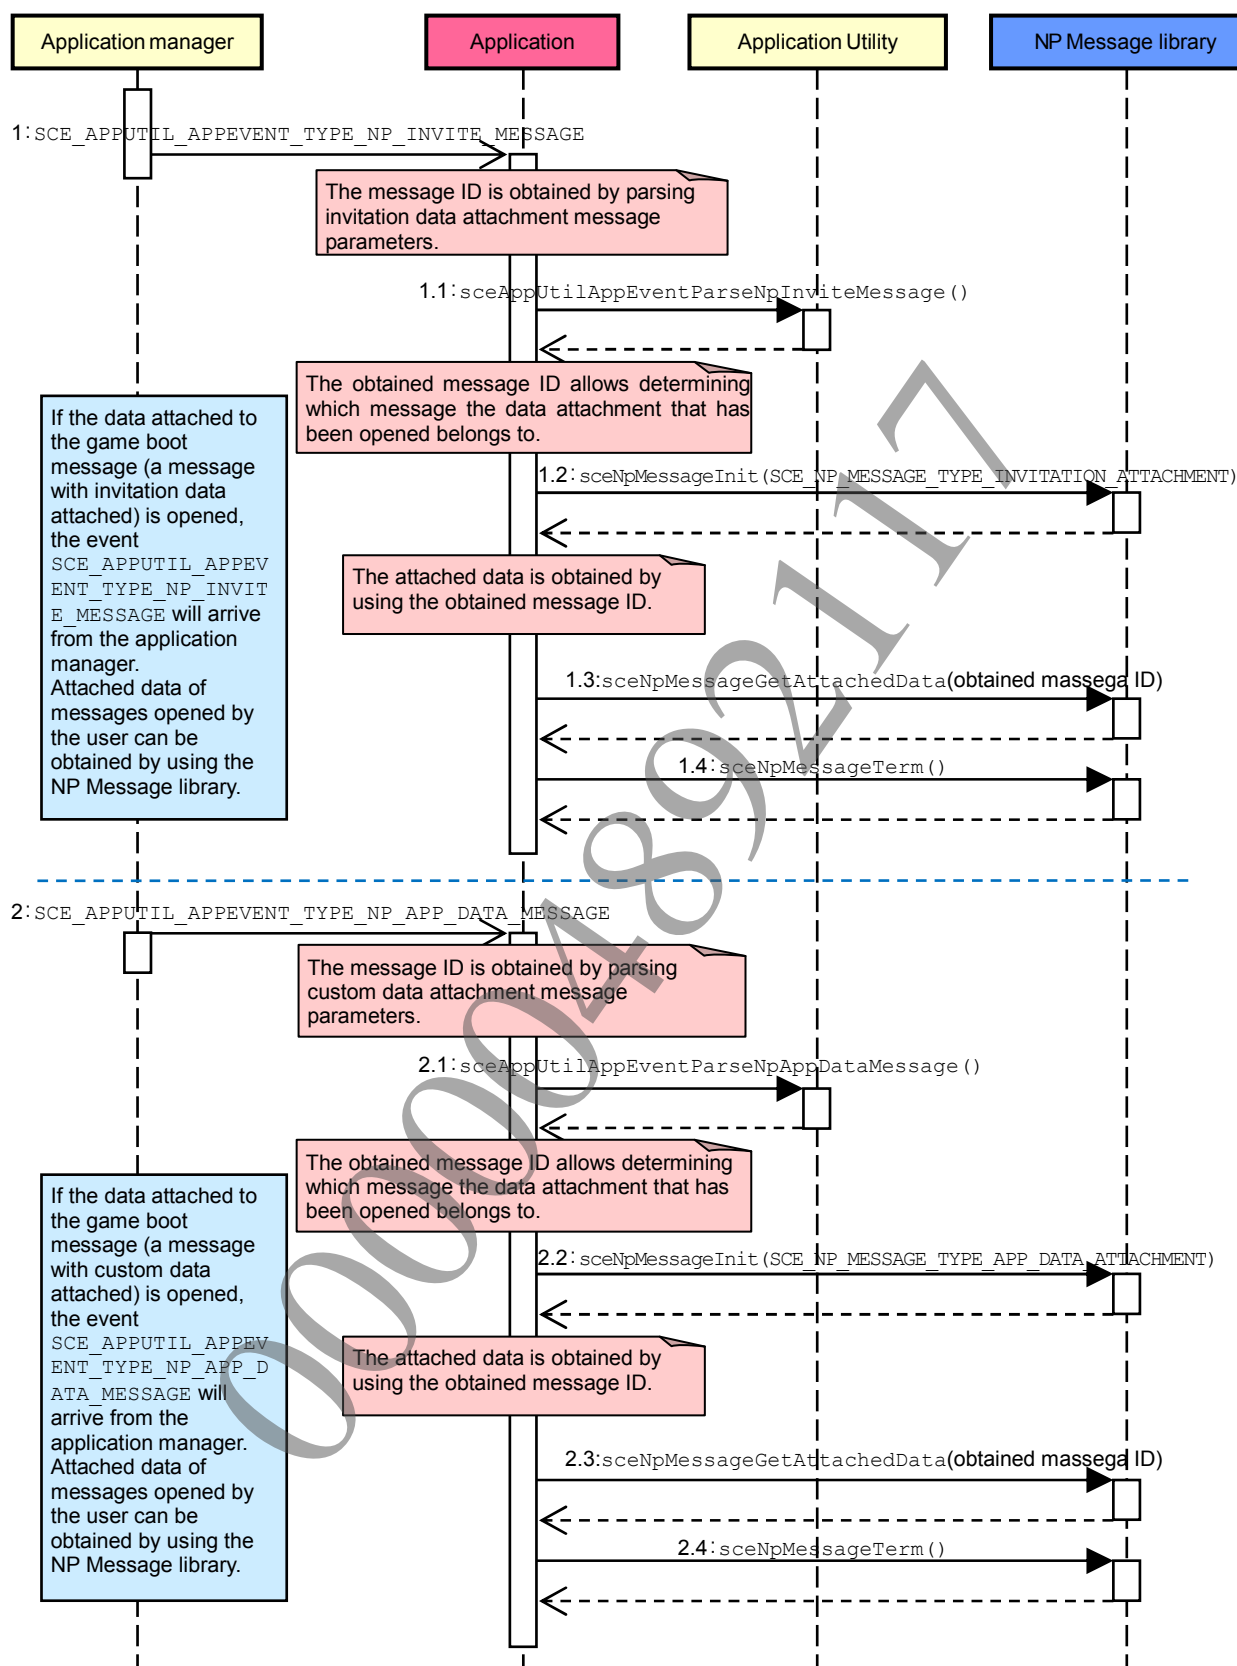 Application manager
Application
Application Utility
NP Message library
1:SCE_APPUTIL_APPEVENT_TYPE_NP_INVITE_MESSAGE
The message ID is obtained by parsing
invitation data attachment message
parameters.
1.1:sceAppUtilAppEventParseNpInviteMessage()
The obtained message ID allows determining
which message the data attachment that has
been opened belongs to.
If the data attached to
the game boot
message (a message
with invitation data
attached) is opened,
the event
SCE_APPUTIL_APPEV
ENT_TYPE_NP_INVIT
E_MESSAGE will arrive
from the application
manager.
Attached data of
messages opened by
the user can be
obtained by using the
NP Message library.
1.2:sceNpMessageInit(SCE_NP_MESSAGE_TYPE_INVITATION_ATTACHMENT)
The attached data is obtained by
using the obtained message ID.
1.3:sceNpMessageGetAttachedData(obtained massega ID)
1.4:sceNpMessageTerm()
2:SCE_APPUTIL_APPEVENT_TYPE_NP_APP_DATA_MESSAGE
The message ID is obtained by parsing
custom data attachment message
parameters.
2.1:sceAppUtilAppEventParseNpAppDataMessage()
The obtained message ID allows determining
which message the data attachment that has
been opened belongs to.
If the data attached to
the game boot
message (a message
with custom data
attached) is opened,
the event
SCE_APPUTIL_APPEV
ENT_TYPE_NP_APP_D
ATA_MESSAGE will
arrive from the
application manager.
Attached data of
messages opened by
the user can be
obtained by using the
NP Message library.
2.2:sceNpMessageInit(SCE_NP_MESSAGE_TYPE_APP_DATA_ATTACHMENT)
The attached data is obtained by
using the obtained message ID.
2.3:sceNpMessageGetAttachedData(obtained massega ID)
2.4:sceNpMessageTerm()
000004892117